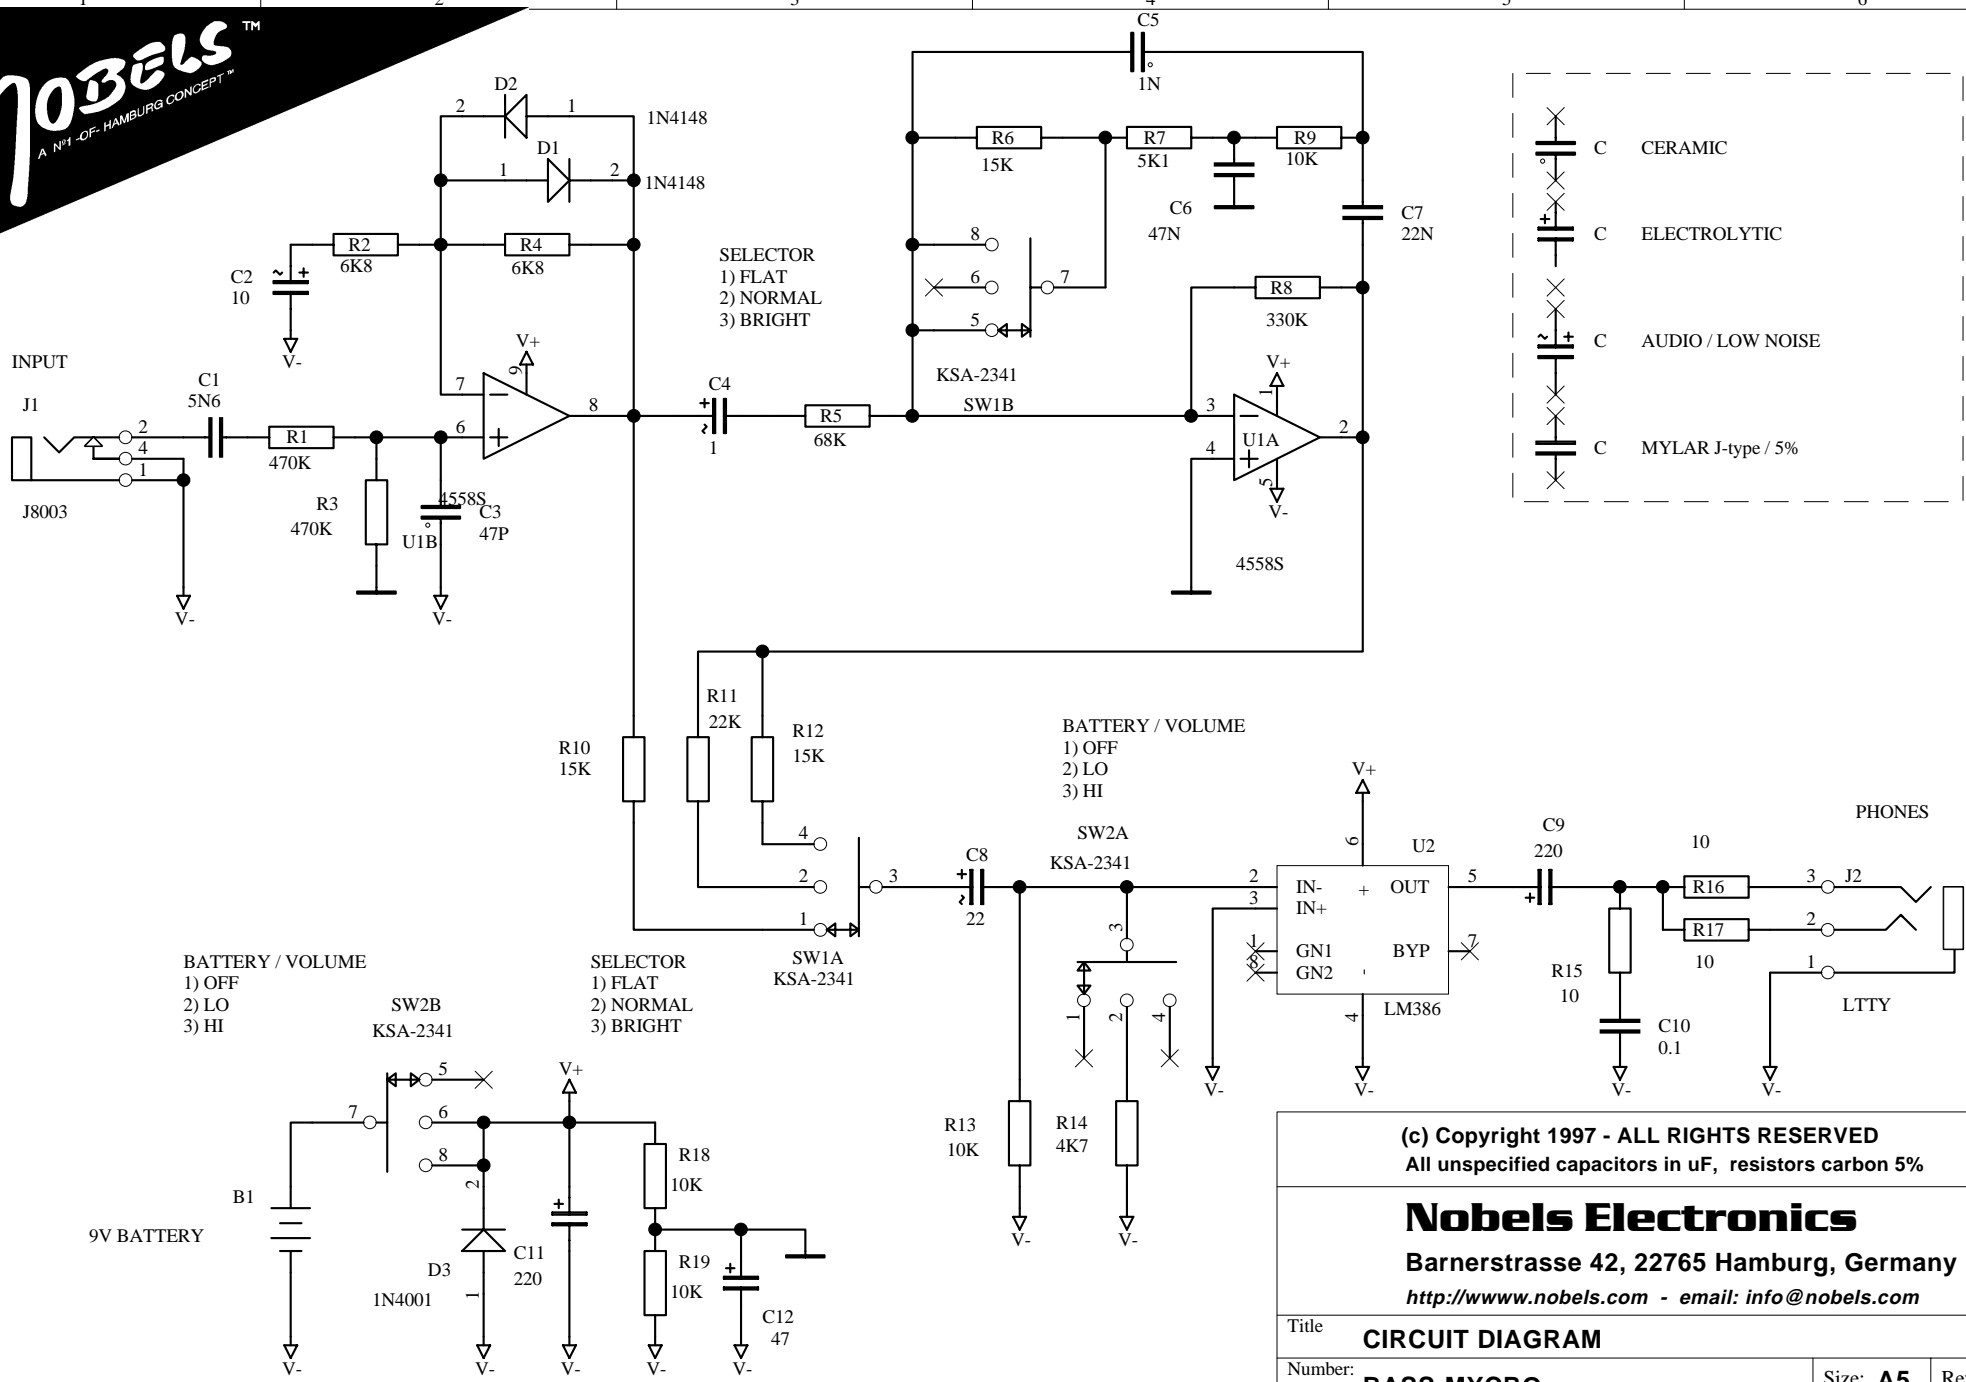 NOBELS ™
A Nº1 -OF- HAMBURG CONCEPT ™
C5
1N
D2
2 1
1N4148
D1
1 2
1N4148
R6
15K
R7
5K1
R9
10K
C6
47N
C7
22N
C CERAMIC
C ELECTROLYTIC
C AUDIO / LOW NOISE
C MYLAR J-type / 5%
R2
6K8
R4
6K8
C2
10
V-
SELECTOR
1) FLAT
2) NORMAL
3) BRIGHT
8
6
5
7
KSA-2341
SW1B
R8
330K
INPUT
J1
2
4
1
J8003
V-
C1
5N6
R1
470K
R3
470K
V+
9
7
6
8
4558S
U1B
C3
47P
V-
C4
1
R5
68K
V+
1
3
4
2
U1A
5
V-
4558S
R11
22K
R12
15K
R10
15K
4
2
1
3
SW1A
KSA-2341
BATTERY / VOLUME
1) OFF
2) LO
3) HI
SW2A
KSA-2341
C8
22
3
1
2
4
R13
10K
R14
4K7
V-
V-
V+
6
U2
2
3
1
8
IN-
IN+
GN1
GN2
+
-
OUT
BYP
5
7
4
LM386
V-
V-
C9
220
10
R16
R17
10
R15
10
C10
0.1
V-
PHONES
3
2
1
J2
LTTY
V-
BATTERY / VOLUME
1) OFF
2) LO
3) HI
SW2B
KSA-2341
SELECTOR
1) FLAT
2) NORMAL
3) BRIGHT
5
7
6
8
V+
B1
9V BATTERY
2
D3
1N4001
1
C11
220
R18
10K
R19
10K
C12
47
V-
V-
V-
V-
V-
(c) Copyright 1997 - ALL RIGHTS RESERVED
All unspecified capacitors in uF, resistors carbon 5%
Nobels Electronics
Barnerstrasse 42, 22765 Hamburg, Germany
http://wwww.nobels.com - email: info@nobels.com
Title
CIRCUIT DIAGRAM
Number:
Size: A5